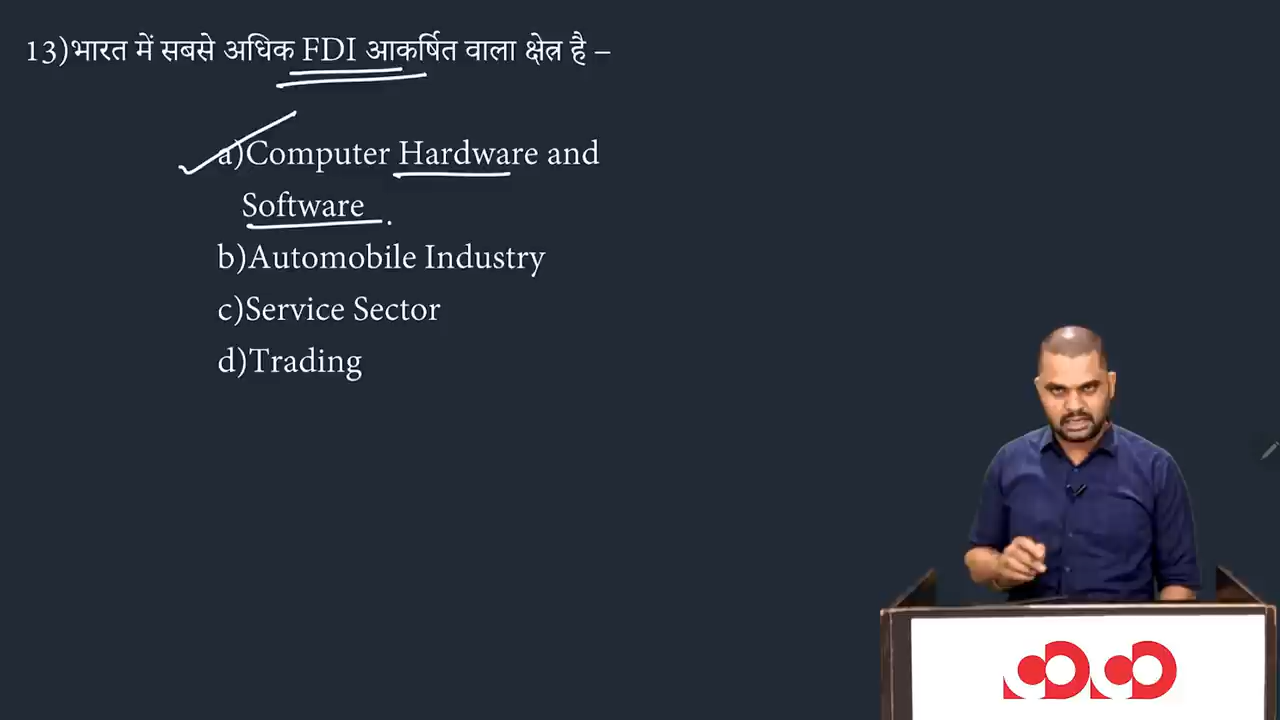 13)भारत में सबसे अधिक FDI आकर्षित वाला क्षेत्र है –
a)Computer Hardware and
Software
b)Automobile Industry
c)Service Sector
d)Trading